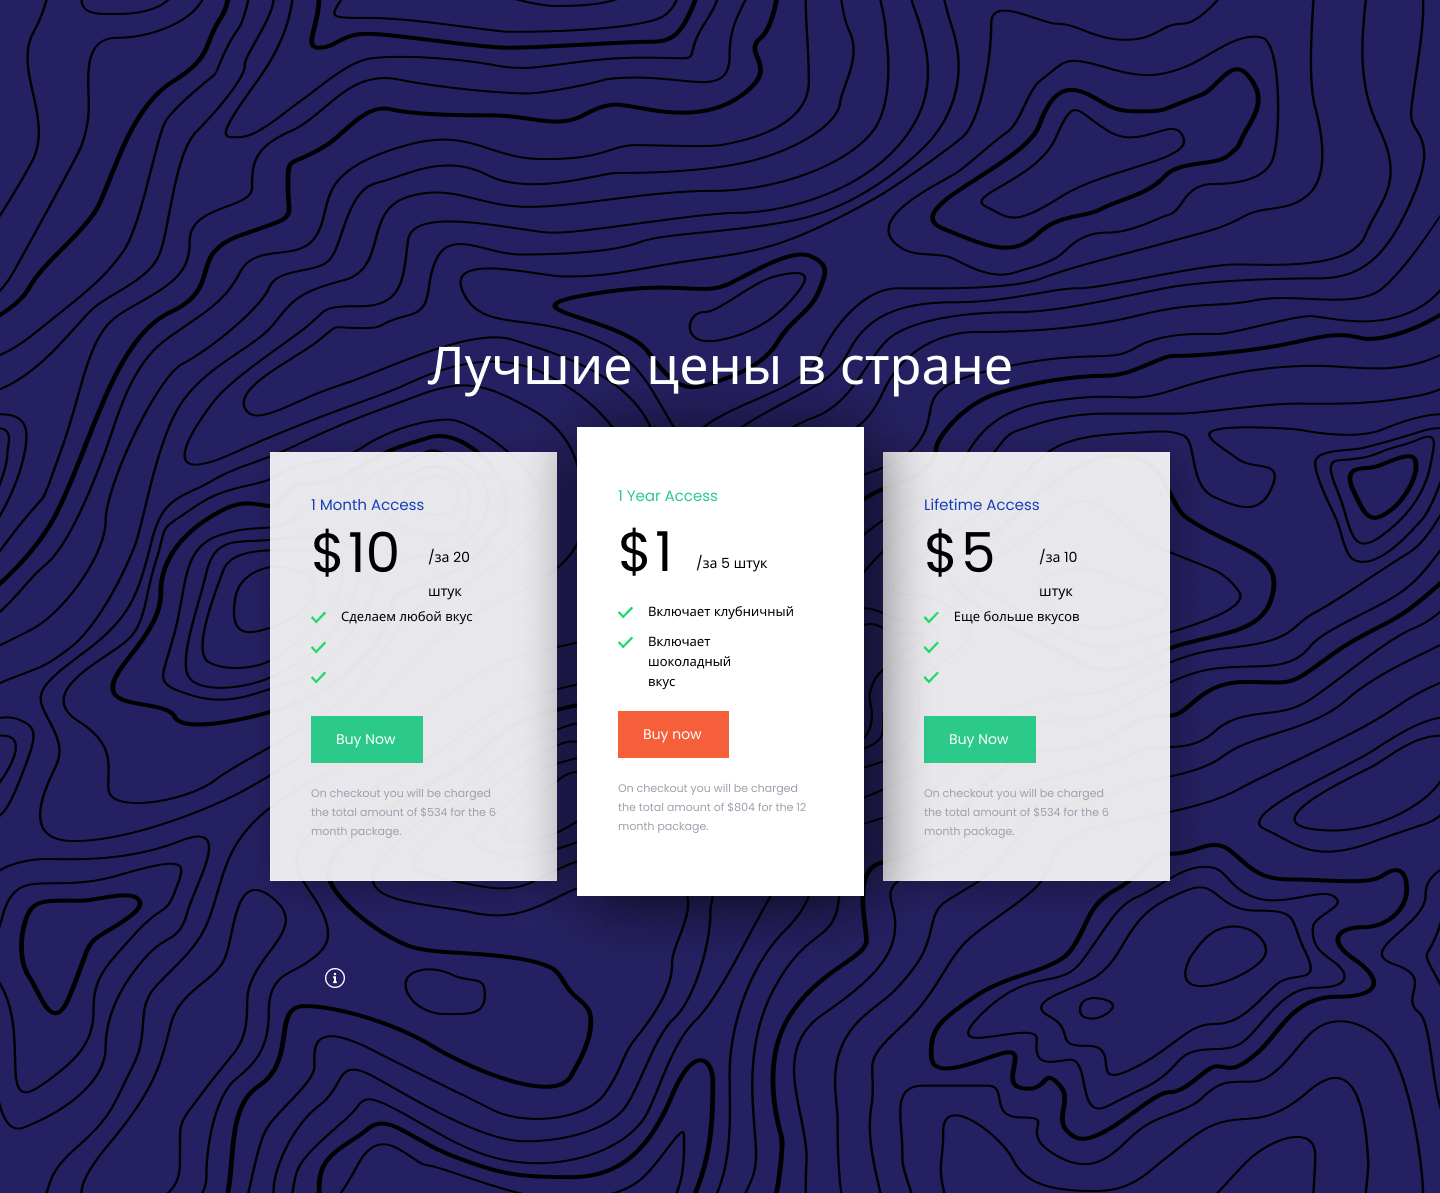 Лучшие цены в стране
1 Month Access
$10 /за 20
штук
Сделаем любой вкус
Buy Now
On checkout you will be charged
the total amount of $534 for the 6
month package.
1 Year Access
$1 /за 5 штук
Включает клубничный
Включает
шоколадный
вкус
Buy now
On checkout you will be charged
the total amount of $804 for the 12
month package.
Lifetime Access
$5 /за 10
штук
Еще больше вкусов
Buy Now
On checkout you will be charged
the total amount of $534 for the 6
month package.